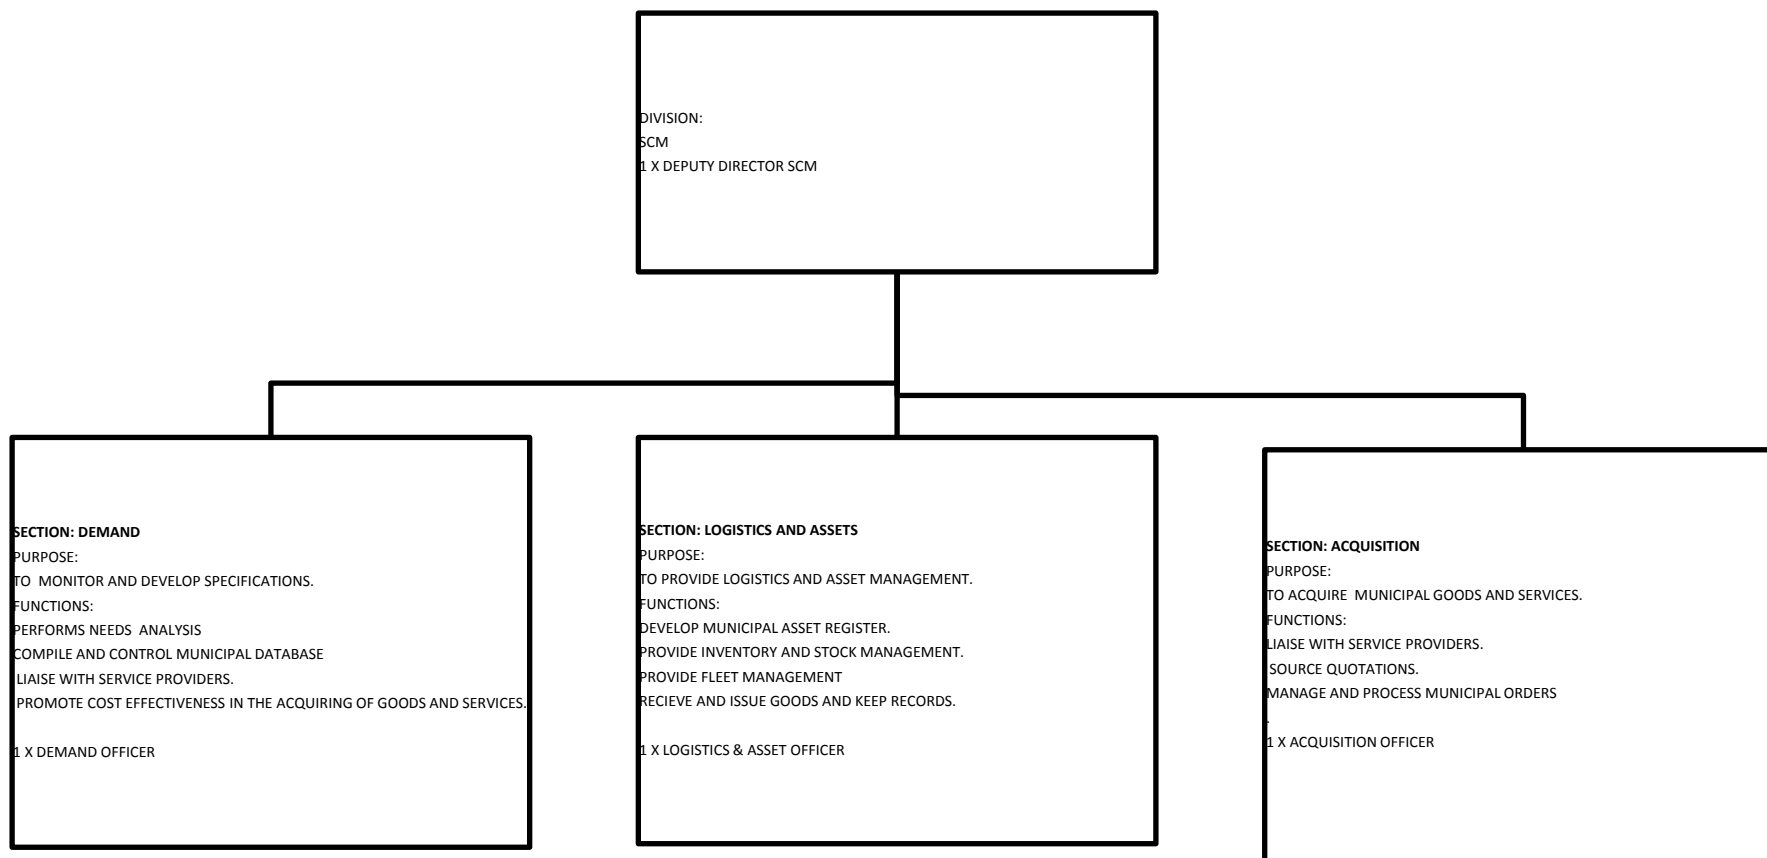 DIVISION:
SCM
1 X DEPUTY DIRECTOR SCM
SECTION: DEMAND
PURPOSE:
TO  MONITOR AND DEVELOP SPECIFICATIONS.
FUNCTIONS:
PERFORMS NEEDS  ANALYSIS
COMPILE AND CONTROL MUNICIPAL DATABASE
LIAISE WITH SERVICE PROVIDERS.
PROMOTE COST EFFECTIVENESS IN THE ACQUIRING OF GOODS AND SERVICES.
1 X DEMAND OFFICER
SECTION: LOGISTICS AND ASSETS
PURPOSE:
TO PROVIDE LOGISTICS AND ASSET MANAGEMENT.
FUNCTIONS:
DEVELOP MUNICIPAL ASSET REGISTER.
PROVIDE INVENTORY AND STOCK MANAGEMENT.
PROVIDE FLEET MANAGEMENT
RECIEVE AND ISSUE GOODS AND KEEP RECORDS.
1 X LOGISTICS & ASSET OFFICER
SECTION: ACQUISITION
PURPOSE:
TO ACQUIRE  MUNICIPAL GOODS AND SERVICES.
FUNCTIONS:
LIAISE WITH SERVICE PROVIDERS.
SOURCE QUOTATIONS.
MANAGE AND PROCESS MUNICIPAL ORDERS
.
1 X ACQUISITION OFFICER